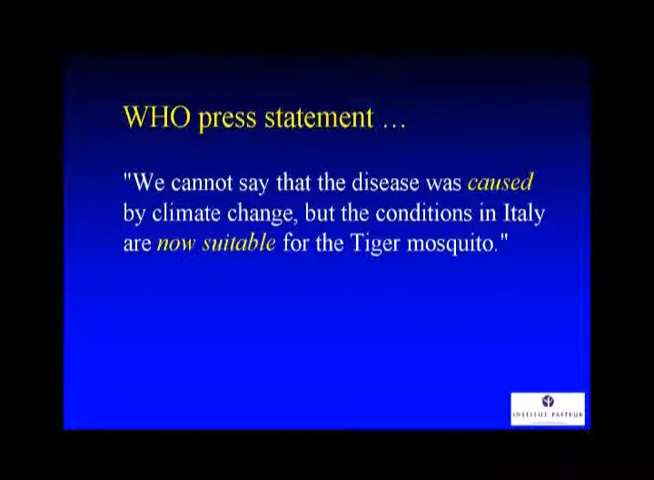 WHO press statement ...
"We cannot say that the disease was caused
by climate change, but the conditions in Italy
are now suitable for the Tiger mosquito."
INSTITUT PASTEUR